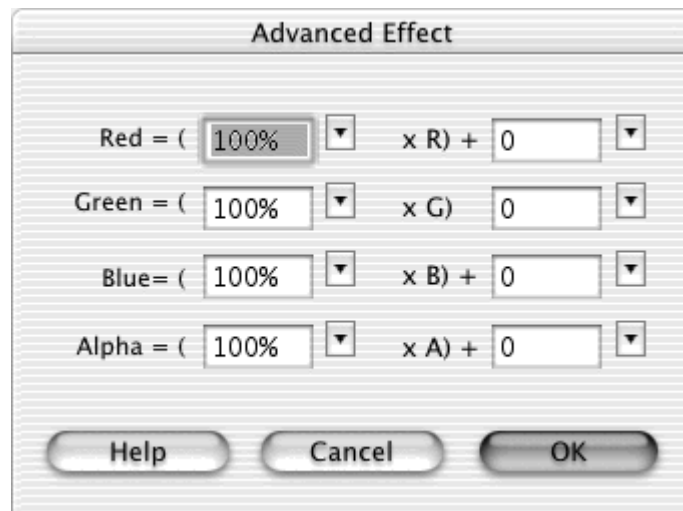 Advanced Effect
Red = ( 100% x R) + 0
Green = ( 100% x G) 0
Blue= ( 100% x B) + 0
Alpha = ( 100% x A) + 0
Help Cancel OK